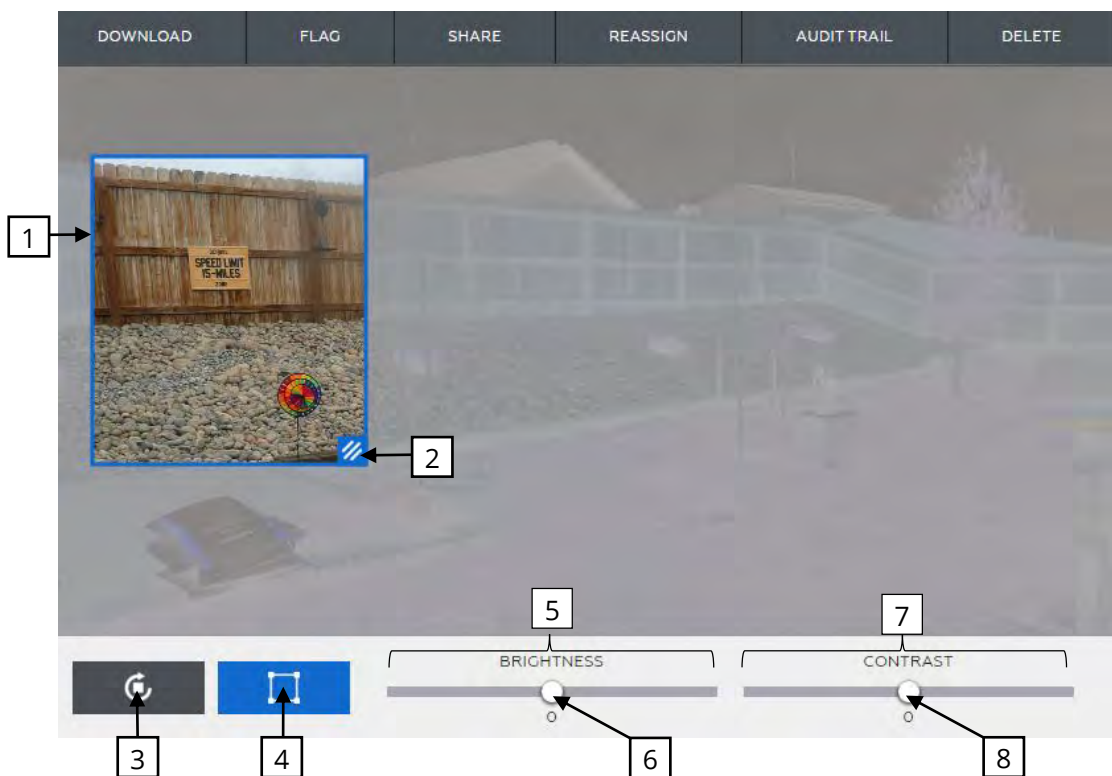 DOWNLOAD FLAG SHARE REASSIGN AUDIT TRAIL DELETE
1
SPEED LIMIT
15-MILES
2
5
7
BRIGHTNESS CONTRAST
0 0
3 4 6 8